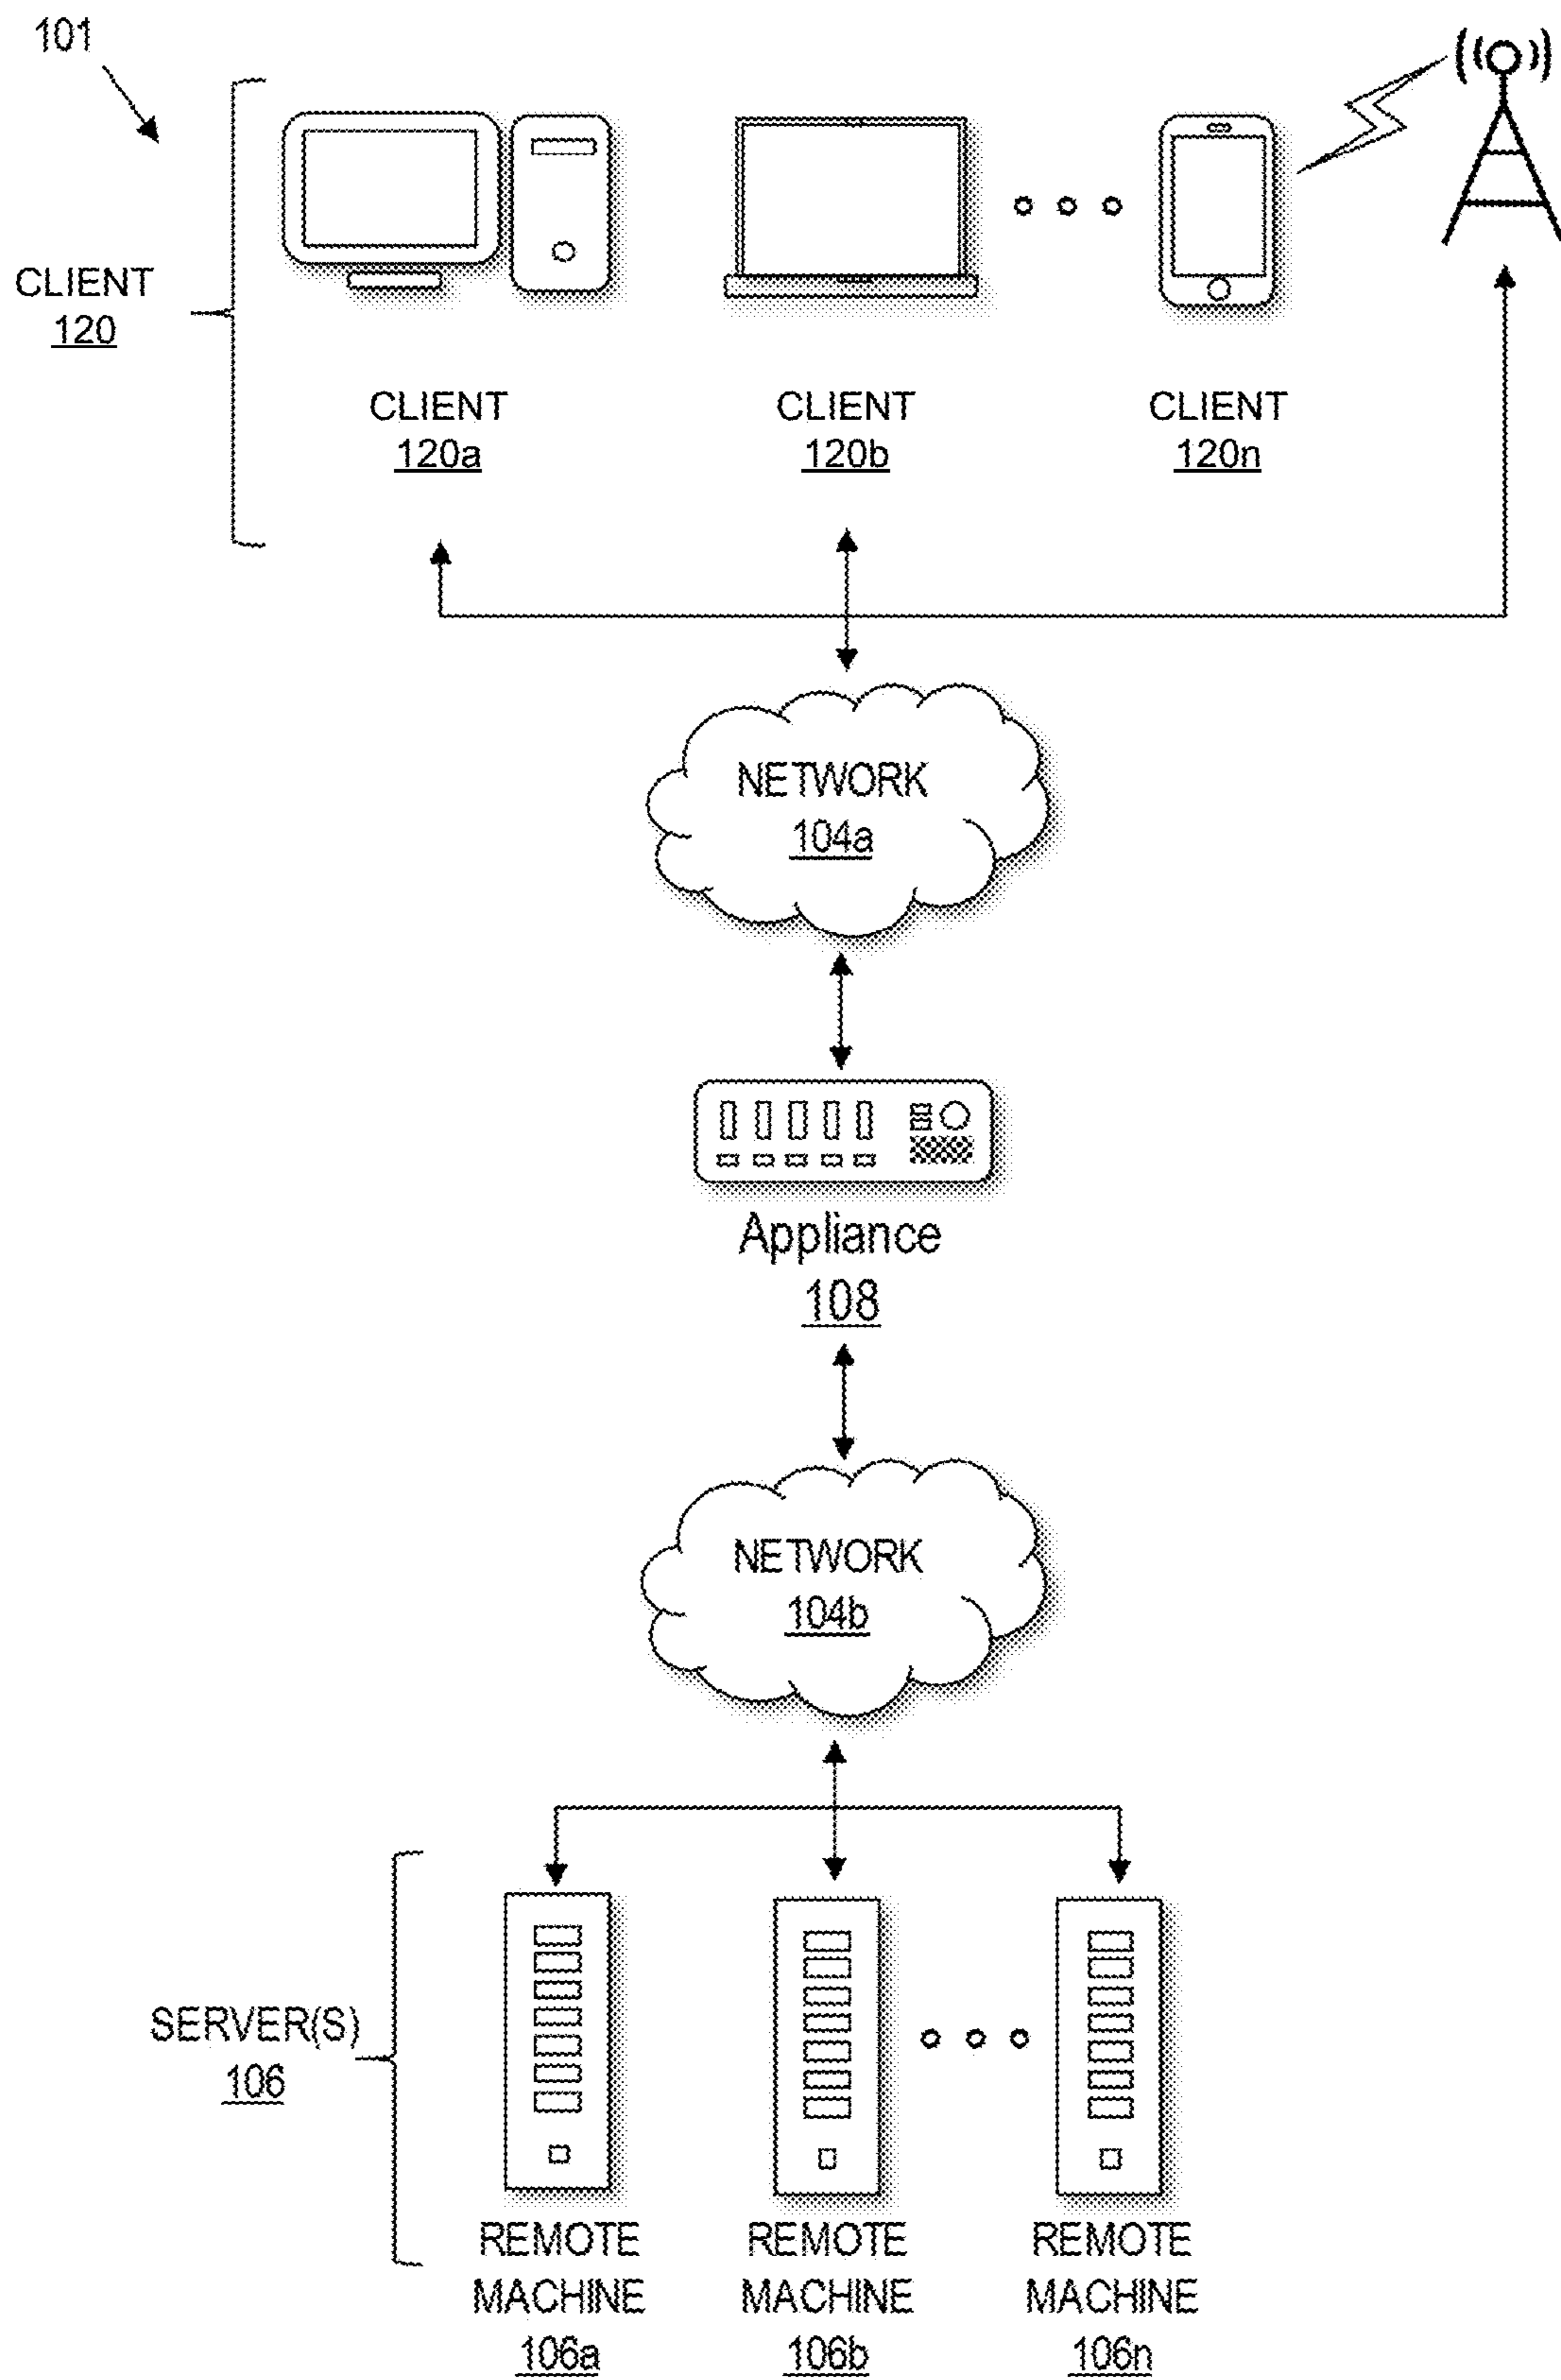 101
CLIENT
120
CLIENT
120a
CLIENT
120b
CLIENT
120n
NETWORK
104a
Appliance
108
NETWORK
104b
SERVER(S)
106
REMOTE
MACHINE
106a
REMOTE
MACHINE
106b
REMOTE
MACHINE
106n